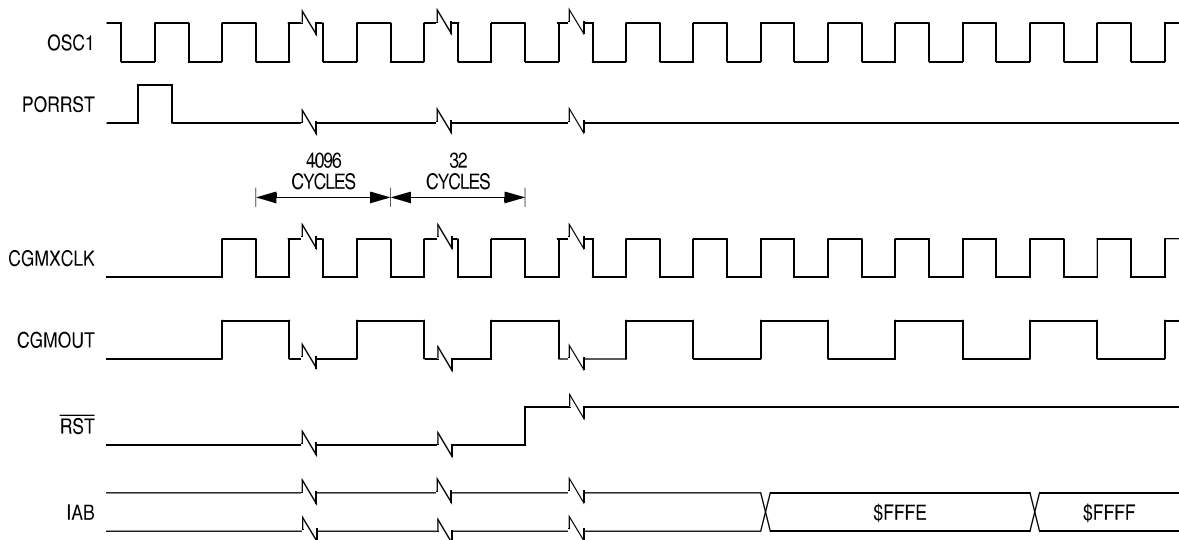 OSC1
PORRST
4096
CYCLES
32
CYCLES
CGMXCLK
CGMOUT
RST
IAB
$FFFE
$FFFF